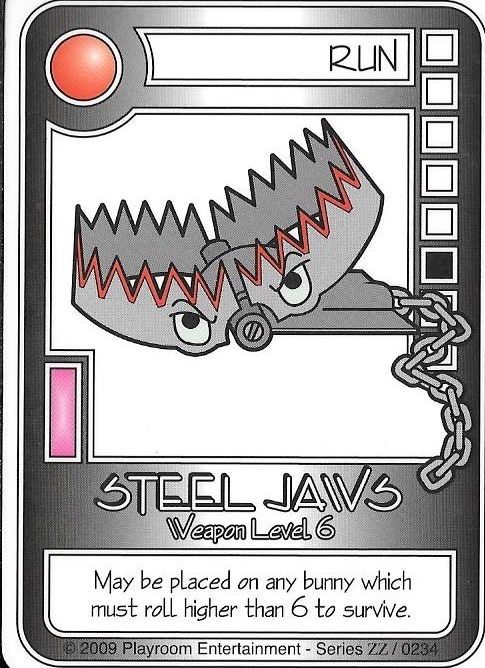 RUN
STEEL JAWS
Weapon Level 6
May be placed on any bunny which
must roll higher than 6 to survive.
© 2009 Playroom Entertainment - Series ZZ / 0234